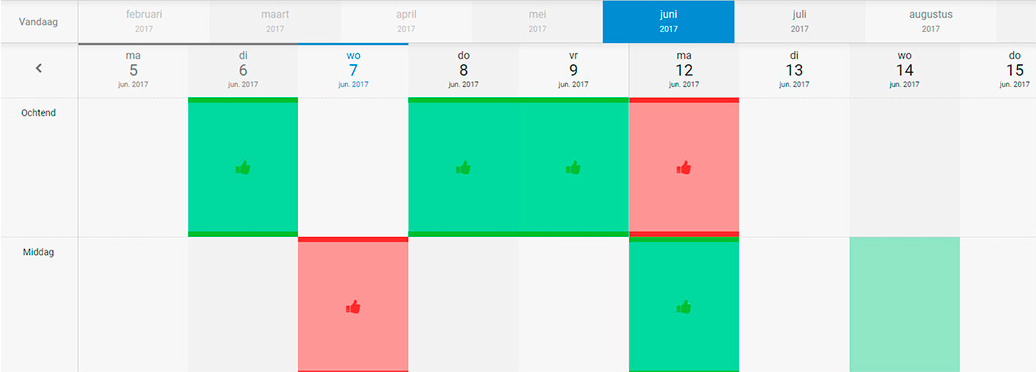 Vandaag
februari
2017
maart
2017
april
2017
mei
2017
juni
2017
juli
2017
augustus
2017
ma
5
jun. 2017
di
6
jun. 2017
wo
7
jun. 2017
do
8
jun. 2017
vr
9
jun. 2017
ma
12
jun. 2017
di
13
jun. 2017
wo
14
jun. 2017
do
15
jun. 2017
Ochtend
Middag